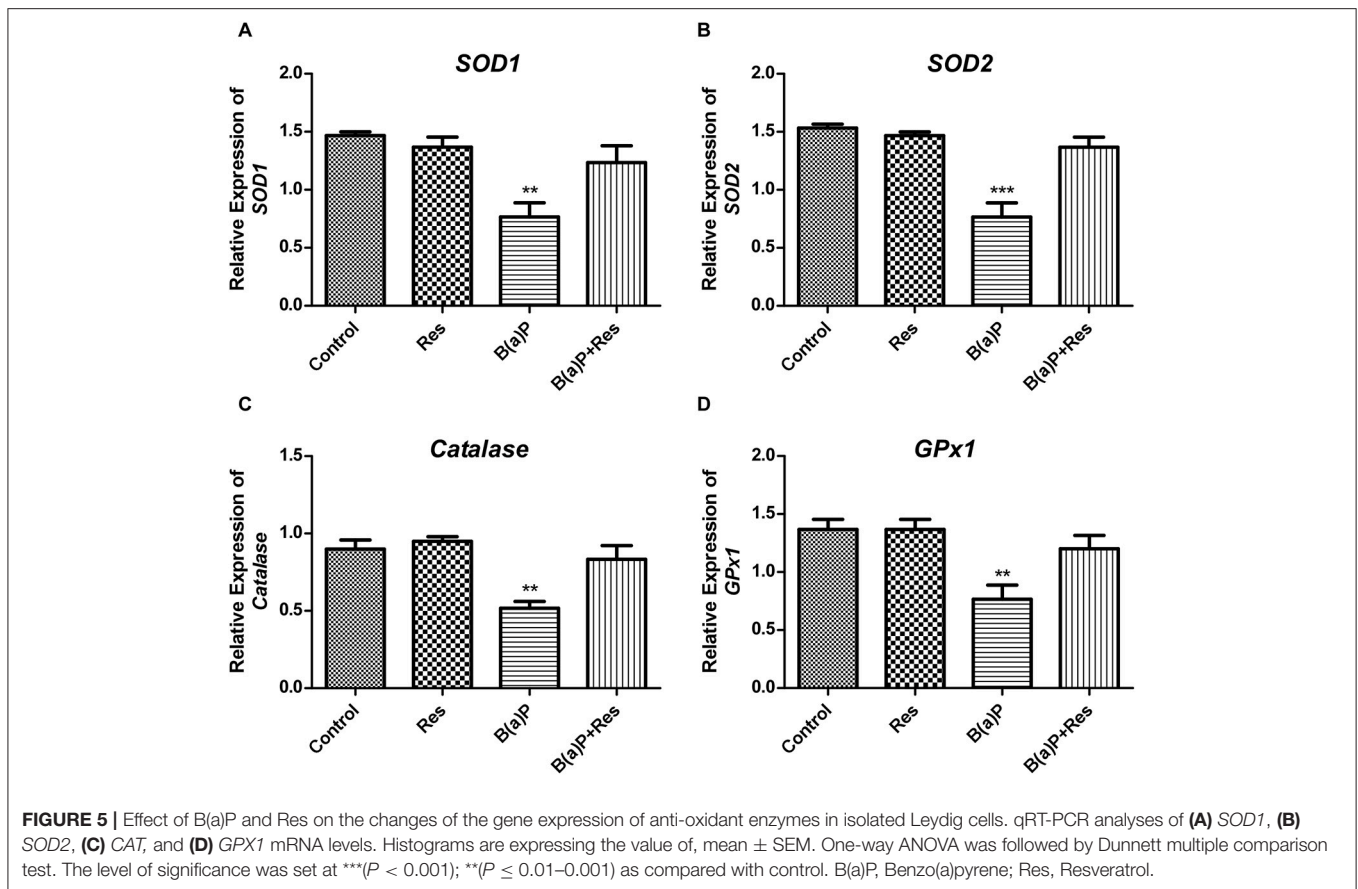 A
SOD1
Relative Expression of
SOD1
2.0
1.5
1.0
0.5
0.0
**
Control
Res
B(a)P
B(a)P+Res
B
SOD2
Relative Expression of
SOD2
2.0
1.5
1.0
0.5
0.0
***
Control
Res
B(a)P
B(a)P+Res
C
Catalase
Relative Expression of
Catalase
1.5
1.0
0.5
0.0
**
Control
Res
B(a)P
B(a)P+Res
D
GPx1
Relative Expression of
GPx1
2.0
1.5
1.0
0.5
0.0
**
Control
Res
B(a)P
B(a)P+Res
FIGURE 5 | Effect of B(a)P and Res on the changes of the gene expression of anti-oxidant enzymes in isolated Leydig cells. qRT-PCR analyses of (A) SOD1, (B)
SOD2, (C) CAT, and (D) GPX1 mRNA levels. Histograms are expressing the value of, mean ± SEM. One-way ANOVA was followed by Dunnett multiple comparison
test. The level of significance was set at ***(P < 0.001); **(P ≤ 0.01–0.001) as compared with control. B(a)P, Benzo(a)pyrene; Res, Resveratrol.